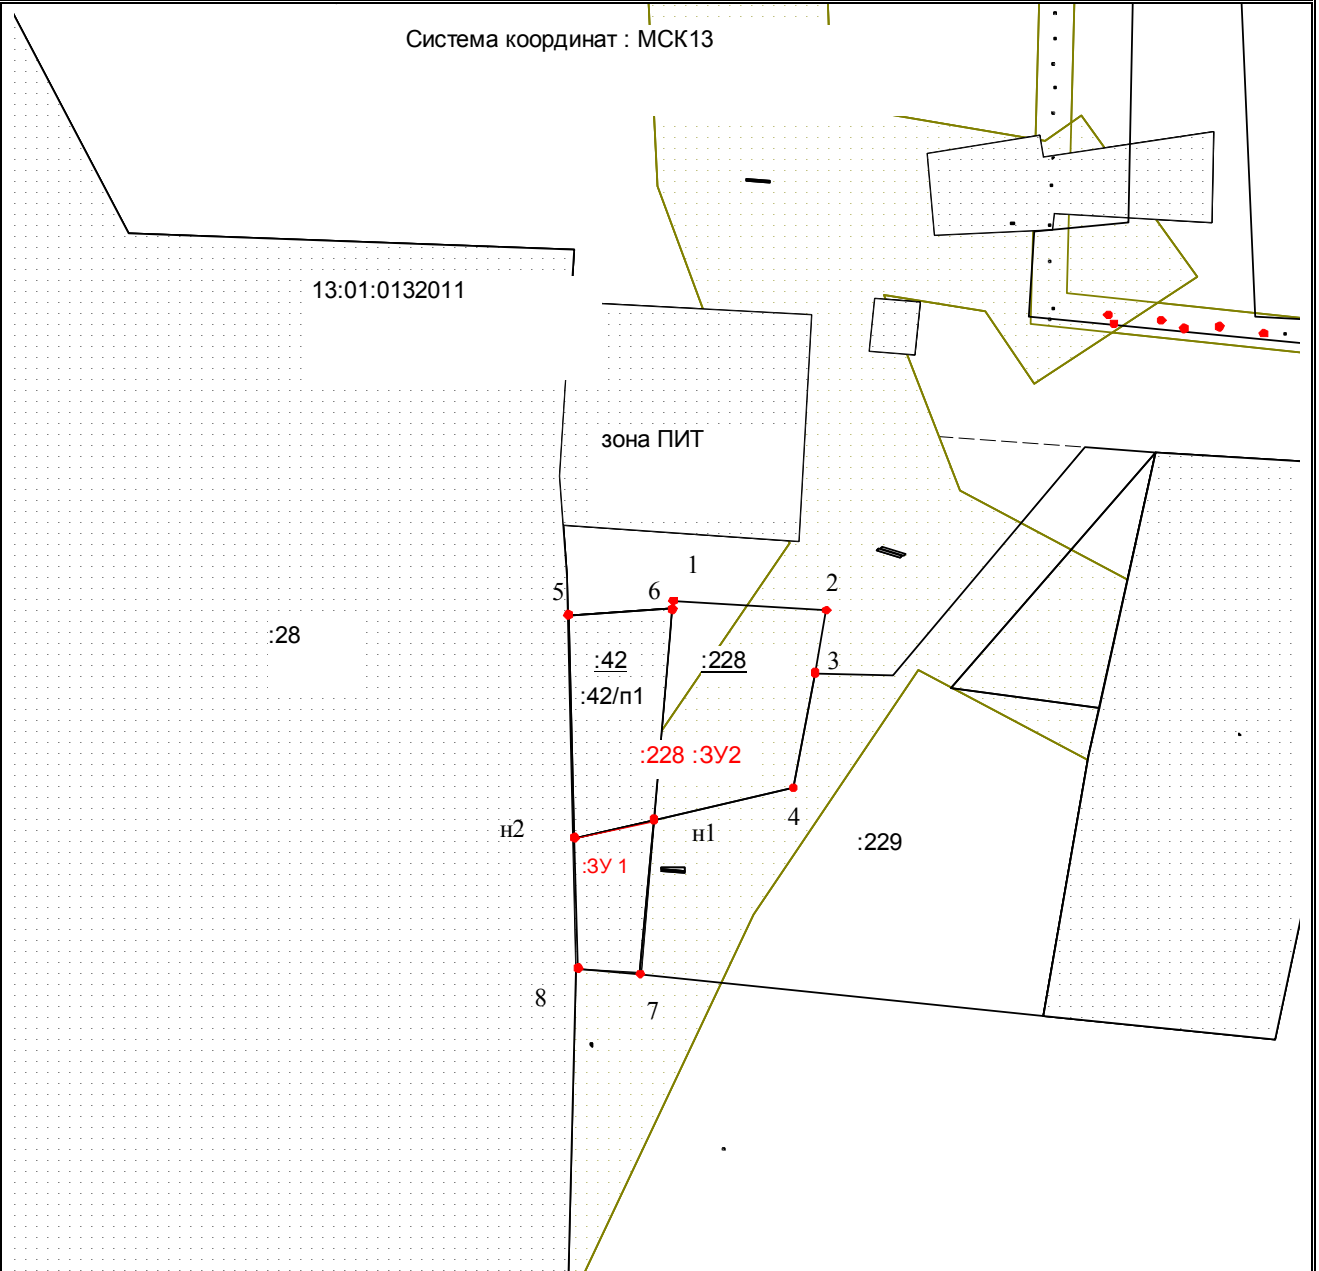 Система координат : МСК13
13:01:0132011
зона ПИТ
1
5
6
2
:28
:42
:228
3
:42/п1
:228 :ЗУ2
4
н2
н1
:229
:ЗУ 1
8
7